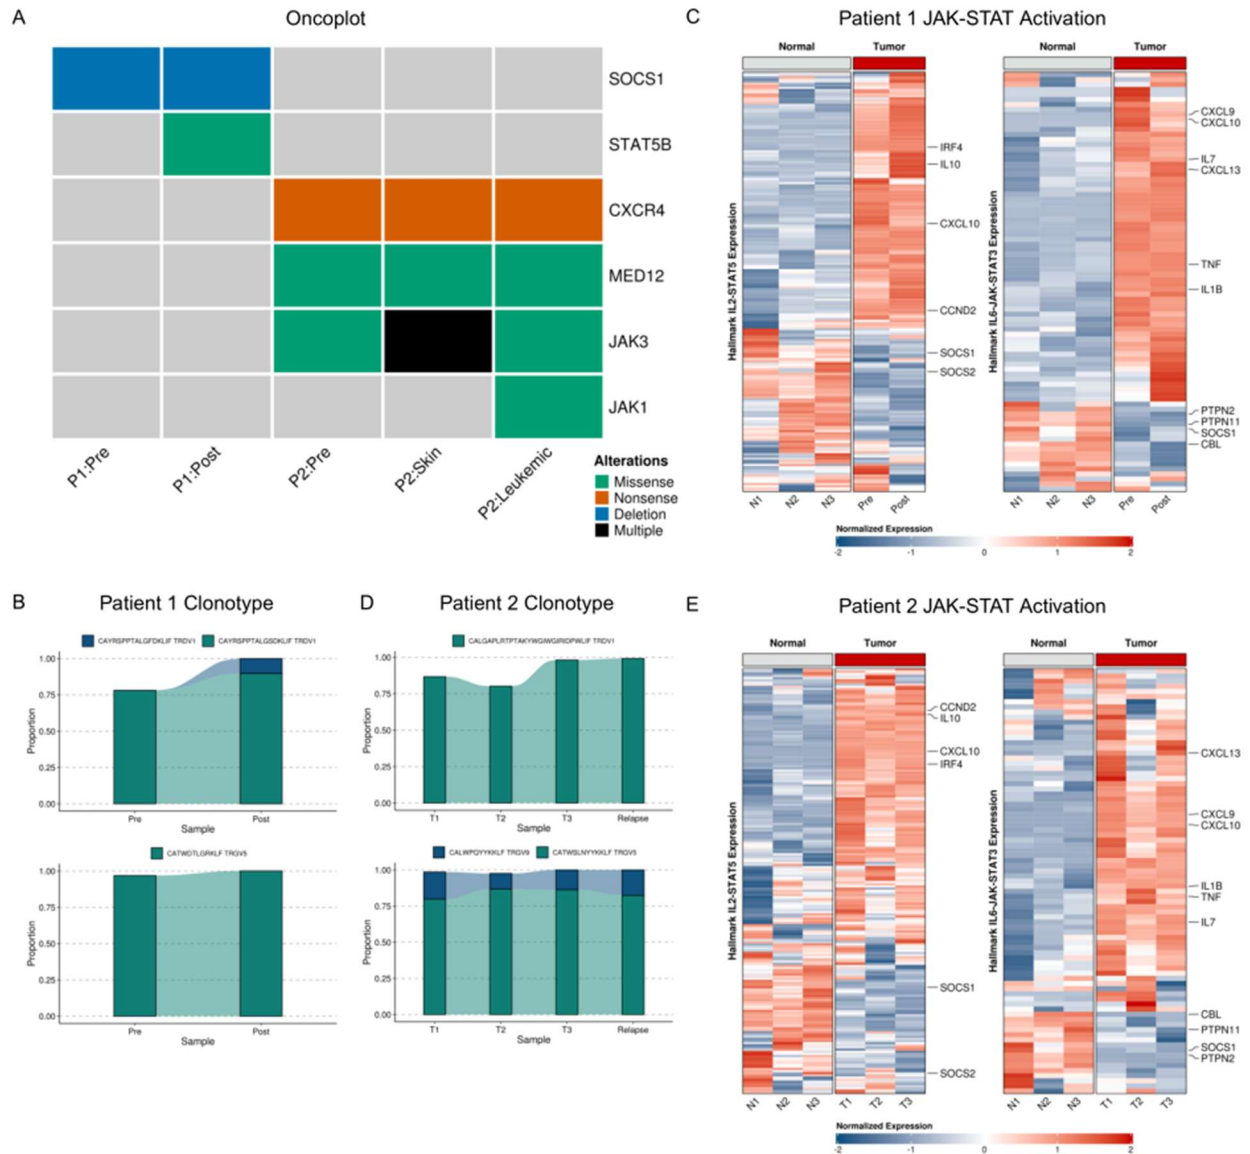 A
Oncoplot
SOCS1
STAT5B
CXCR4
MED12
JAK3
JAK1
P1:Pre
P1:Post
P2:Pre
P2:Skin
P2:Leukemic
Alterations
Missense
Nonsense
Deletion
Multiple
B
Patient 1 Clonotype
CAYRSPPTALGFDKLIF TRDV1
CAYRSPPTALGSDKLIF TRDV1
1.00
0.75
0.50
0.25
0.00
Proportion
Pre
Post
Sample
CATWDTLGRKLF TRGV5
1.00
0.75
0.50
0.25
0.00
Proportion
Pre
Post
Sample
D
Patient 2 Clonotype
CALGAPLRTPTAKYWGIWGIRIDPWLIF TRDV1
1.00
0.75
0.50
0.25
0.00
Proportion
T1
T2
T3
Relapse
Sample
CALWPQYYKKLF TRGV9
CATWSLNYYKKLF TRGV5
1.00
0.75
0.50
0.25
0.00
Proportion
T1
T2
T3
Relapse
Sample
C
Patient 1 JAK-STAT Activation
Normal
Tumor
Hallmark IL2-STAT5 Expression
IRF4
IL10
CXCL10
CCND2
SOCS1
SOCS2
N1
N2
N3
Pre
Post
Normal
Tumor
Hallmark IL6-JAK-STAT3 Expression
CXCL9
CXCL10
IL7
CXCL13
TNF
IL1B
PTPN2
PTPN11
SOCS1
CBL
N1
N2
N3
Pre
Post
Normalized Expression
-2
-1
0
1
2
E
Patient 2 JAK-STAT Activation
Normal
Tumor
Hallmark IL2-STAT5 Expression
CCND2
IL10
CXCL10
IRF4
SOCS1
SOCS2
N1
N2
N3
T1
T2
T3
Normal
Tumor
Hallmark IL6-JAK-STAT3 Expression
CXCL13
CXCL9
CXCL10
IL1B
TNF
IL7
CBL
PTPN11
SOCS1
PTPN2
N1
N2
N3
T1
T2
T3
Normalized Expression
-2
-1
0
1
2